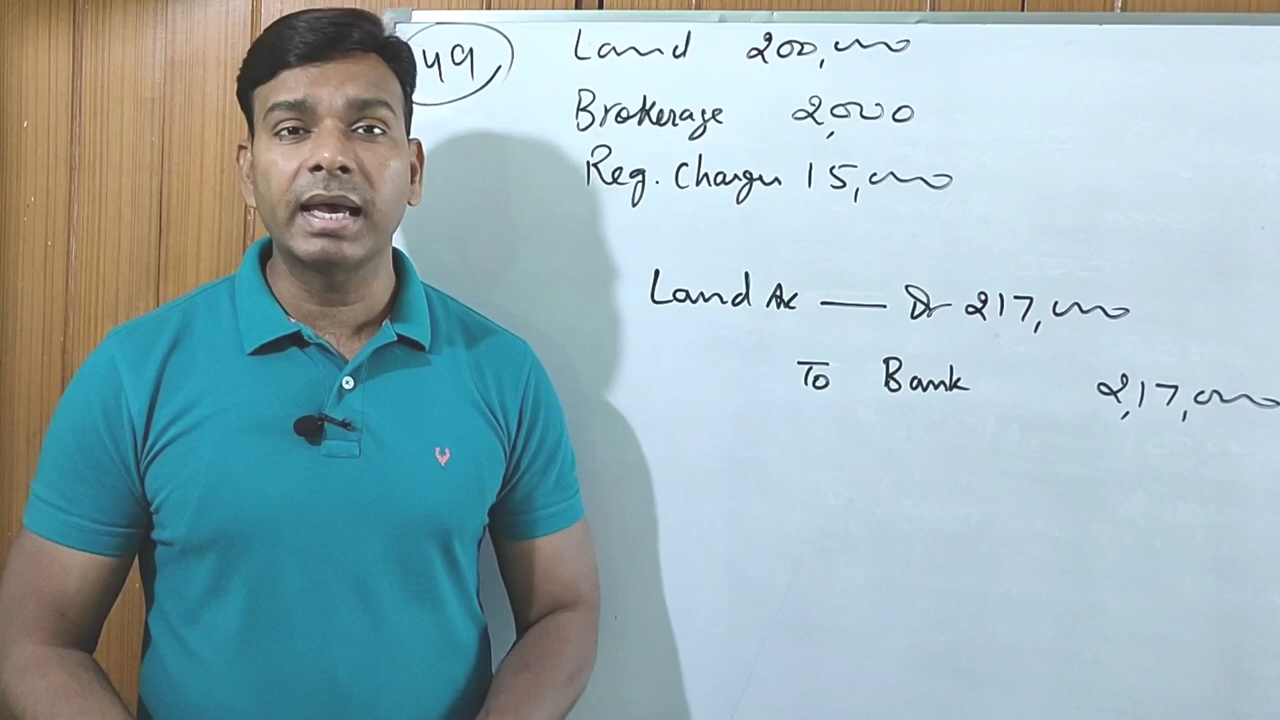 49
Land 200,000
Brokerage 2,000
Reg. Charges 15,000
Land Ac — Dr 217,000
To Bank 2,17,000